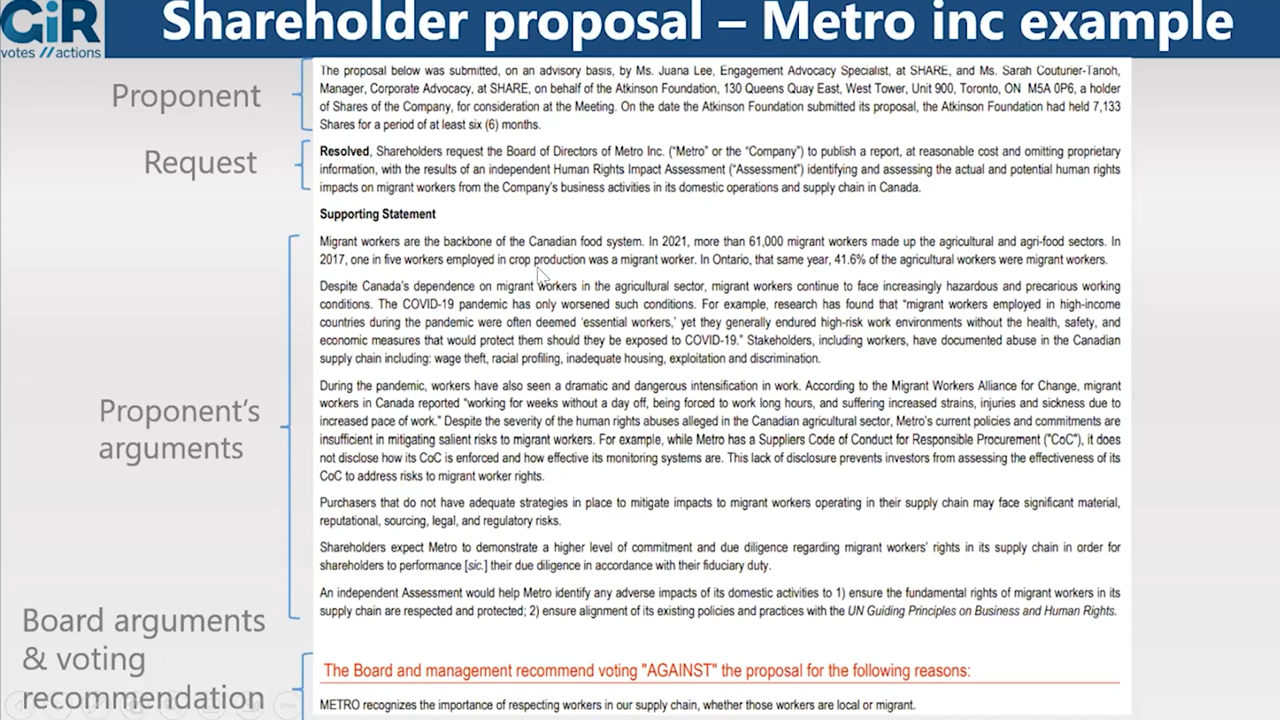 GiR
votes // actions
Shareholder proposal – Metro inc example
Proponent
The proposal below was submitted, on an advisory basis, by Ms. Juana Lee, Engagement Advocacy Specialist, at SHARE, and Ms. Sarah Couturier-Tanoh,
Manager, Corporate Advocacy, at SHARE, on behalf of the Atkinson Foundation, 130 Queens Quay East, West Tower, Unit 900, Toronto, ON M5A 0P6, a holder
of Shares of the Company, for consideration at the Meeting. On the date the Atkinson Foundation submitted its proposal, the Atkinson Foundation had held 7,133
Shares for a period of at least six (6) months.
Request
Resolved, Shareholders request the Board of Directors of Metro Inc. (“Metro” or the “Company”) to publish a report, at reasonable cost and omitting proprietary
information, with the results of an independent Human Rights Impact Assessment (“Assessment”) identifying and assessing the actual and potential human rights
impacts on migrant workers from the Company’s business activities in its domestic operations and supply chain in Canada.
Supporting Statement
Proponent’s
arguments
Migrant workers are the backbone of the Canadian food system. In 2021, more than 61,000 migrant workers made up the agricultural and agri-food sectors. In
2017, one in five workers employed in crop production was a migrant worker. In Ontario, that same year, 41.6% of the agricultural workers were migrant workers.
Despite Canada’s dependence on migrant workers in the agricultural sector, migrant workers continue to face increasingly hazardous and precarious working
conditions. The COVID-19 pandemic has only worsened such conditions. For example, research has found that “migrant workers employed in high-income
countries during the pandemic were often deemed ‘essential workers,’ yet they generally endured high-risk work environments without the health, safety, and
economic measures that would protect them should they be exposed to COVID-19.” Stakeholders, including workers, have documented abuse in the Canadian
supply chain including: wage theft, racial profiling, inadequate housing, exploitation and discrimination.
During the pandemic, workers have also seen a dramatic and dangerous intensification in work. According to the Migrant Workers Alliance for Change, migrant
workers in Canada reported “working for weeks without a day off, being forced to work long hours, and suffering increased strains, injuries and sickness due to
increased pace of work.” Despite the severity of the human rights abuses alleged in the Canadian agricultural sector, Metro’s current policies and commitments are
insufficient in mitigating salient risks to migrant workers. For example, while Metro has a Suppliers Code of Conduct for Responsible Procurement ("CoC"), it does
not disclose how its CoC is enforced and how effective its monitoring systems are. This lack of disclosure prevents investors from assessing the effectiveness of its
CoC to address risks to migrant worker rights.
Purchasers that do not have adequate strategies in place to mitigate impacts to migrant workers operating in their supply chain may face significant material,
reputational, sourcing, legal, and regulatory risks.
Shareholders expect Metro to demonstrate a higher level of commitment and due diligence regarding migrant workers’ rights in its supply chain in order for
shareholders to performance [sic.] their due diligence in accordance with their fiduciary duty.
An independent Assessment would help Metro identify any adverse impacts of its domestic activities to 1) ensure the fundamental rights of migrant workers in its
supply chain are respected and protected; 2) ensure alignment of its existing policies and practices with the UN Guiding Principles on Business and Human Rights.
Board arguments
& voting
recommendation
The Board and management recommend voting "AGAINST" the proposal for the following reasons:
METRO recognizes the importance of respecting workers in our supply chain, whether those workers are local or migrant.